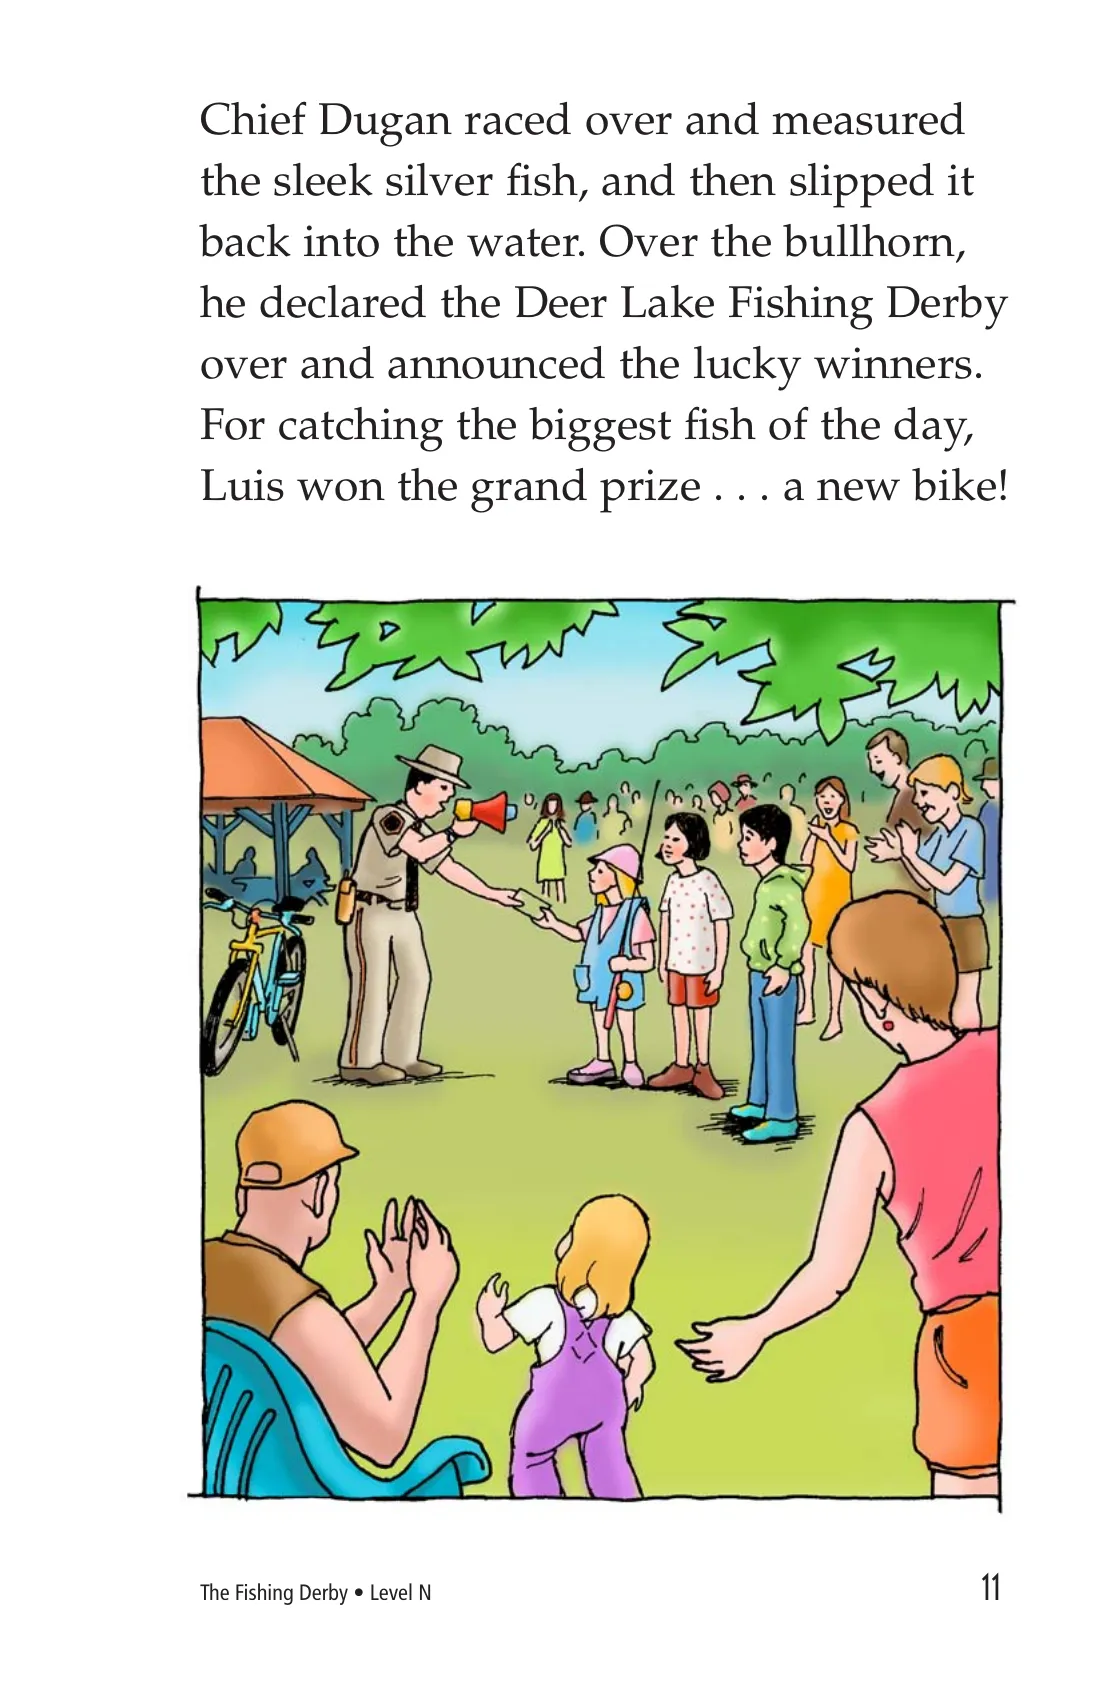 Chief Dugan raced over and measured
the sleek silver fish, and then slipped it
back into the water. Over the bullhorn,
he declared the Deer Lake Fishing Derby
over and announced the lucky winners.
For catching the biggest fish of the day,
Luis won the grand prize . . . a new bike!
The Fishing Derby • Level N
11